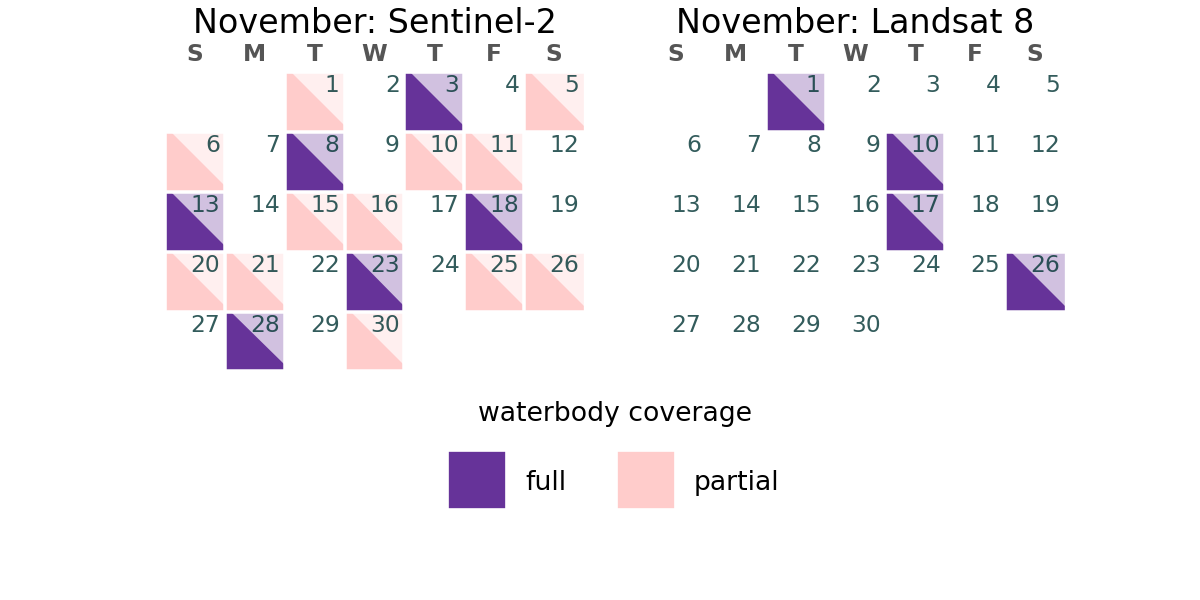 November: Sentinel-2
S M T W T F S
1 2 3 4 5
6 7 8 9 10 11 12
13 14 15 16 17 18 19
20 21 22 23 24 25 26
27 28 29 30
November: Landsat 8
S M T W T F S
1 2 3 4 5
6 7 8 9 10 11 12
13 14 15 16 17 18 19
20 21 22 23 24 25 26
27 28 29 30
waterbody coverage
full
partial